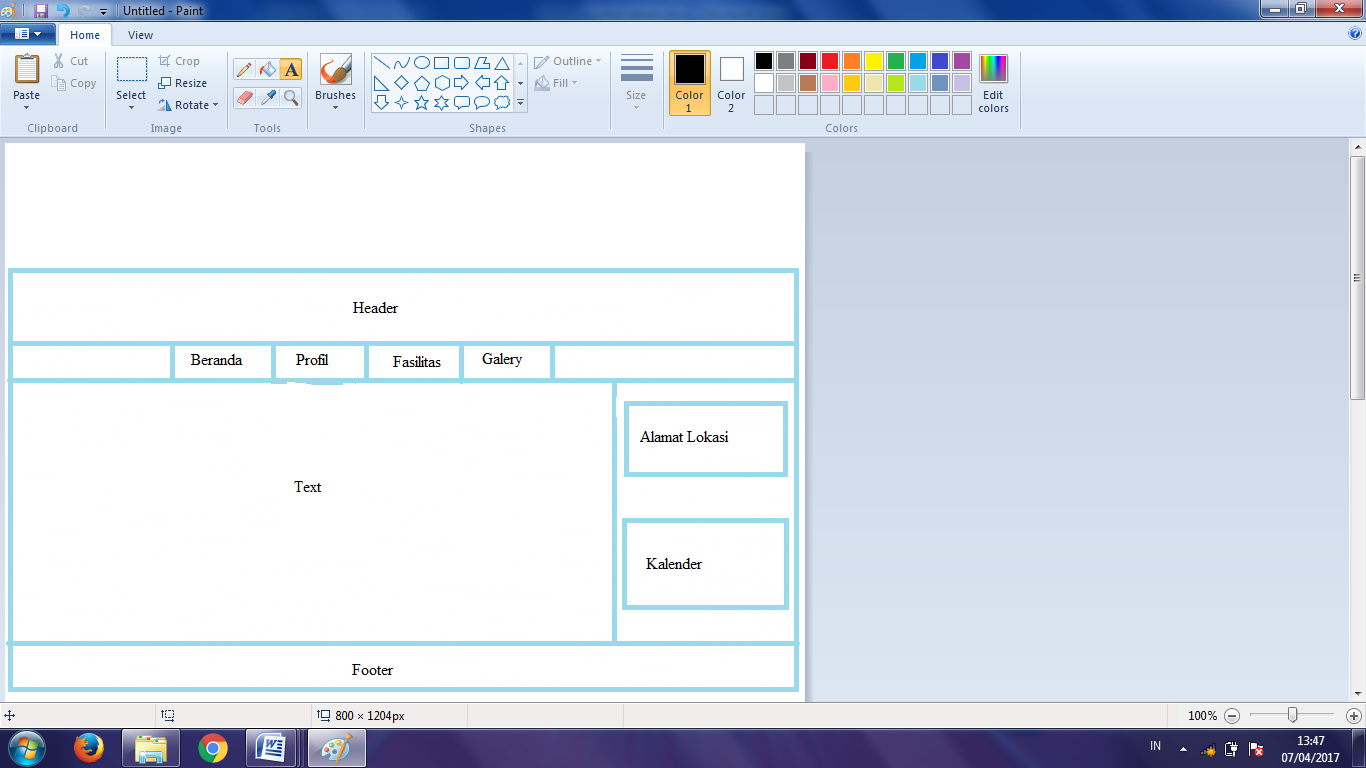 Untitled - Paint
Home View
Paste
Cut
Copy
Clipboard
Select
Crop
Resize
Rotate
Image
A
Tools
Brushes
Outline
Fill
Shapes
Size
Color 1
Color 2
Edit colors
Colors
Header
Beranda Profil Fasilitas Galery
Text
Alamat Lokasi
Kalender
Footer
800 × 1204px
100%
IN
13:47
07/04/2017